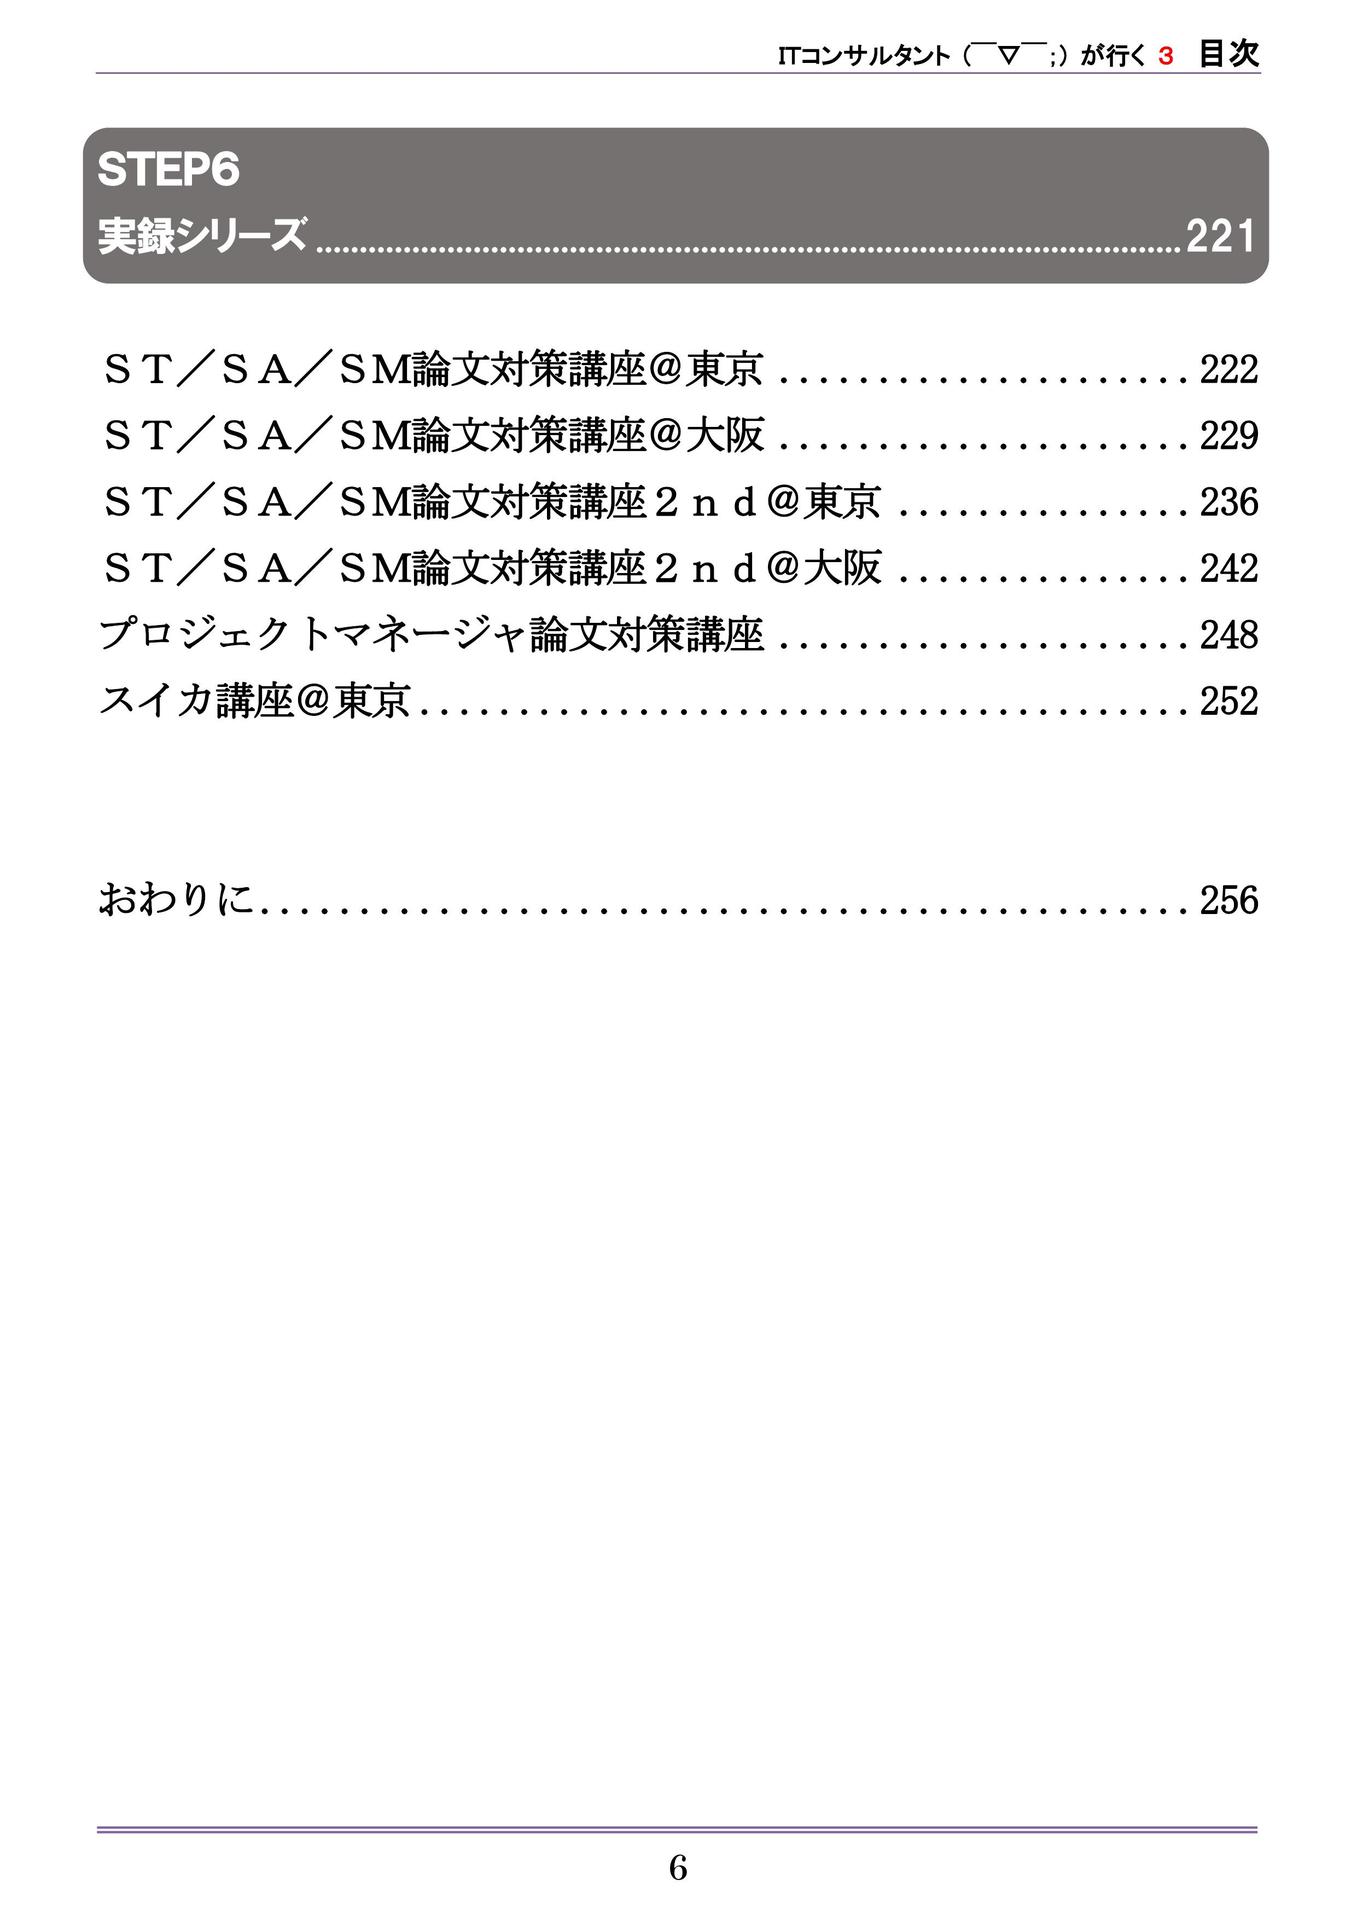 ITコンサルタント（￣▽￣；）が行く 3　目次
STEP6
実録シリーズ........................................................................................................221
ＳＴ／ＳＡ／ＳＭ論文対策講座＠東京 ..................... 222
ＳＴ／ＳＡ／ＳＭ論文対策講座＠大阪 ..................... 229
ＳＴ／ＳＡ／ＳＭ論文対策講座２ｎｄ＠東京 ............... 236
ＳＴ／ＳＡ／ＳＭ論文対策講座２ｎｄ＠大阪 ............... 242
プロジェクトマネージャ論文対策講座 ..................... 248
スイカ講座＠東京....................................... 252
おわりに............................................... 256
6